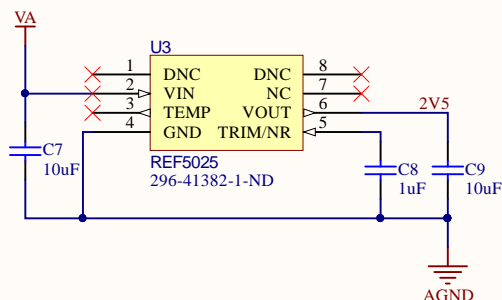 VA
U3
1 DNC DNC 8
2 VIN NC 7
3 TEMP VOUT 6 2V5
4 GND TRIM/NR 5
C7
10uF
REF5025
296-41382-1-ND
C8
1uF
C9
10uF
AGND